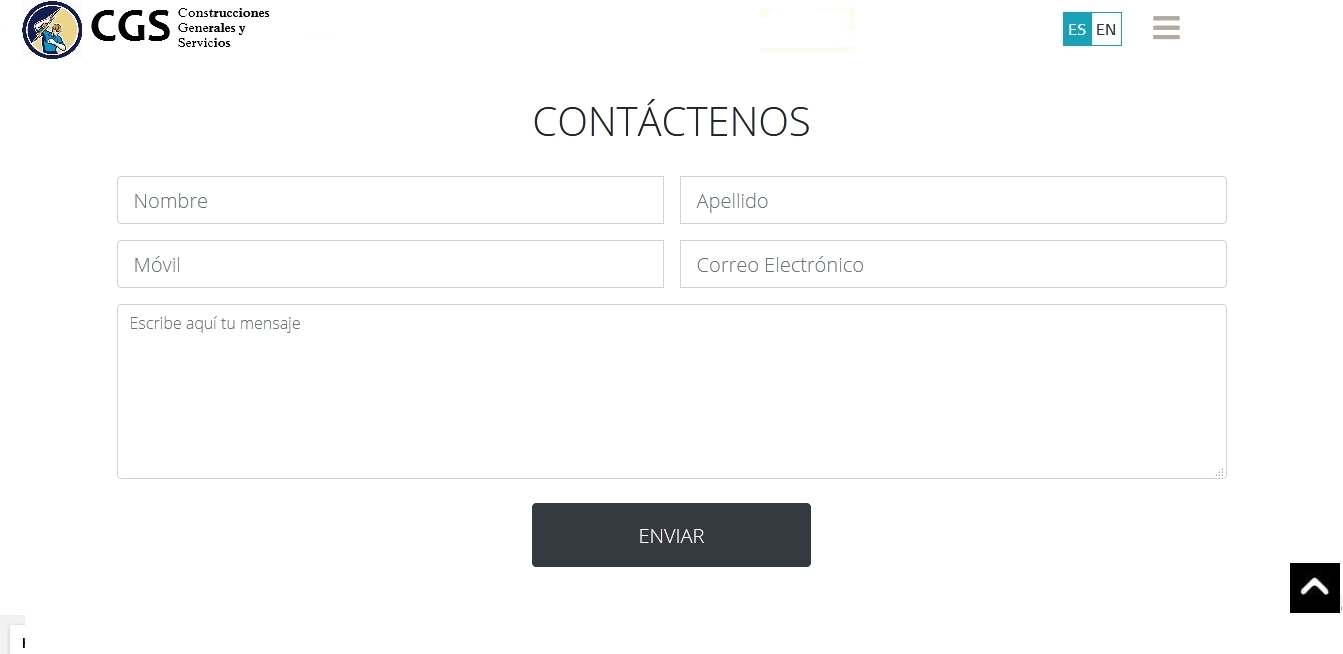 CGS
Construcciones
Generales y
Servicios
ES EN
CONTÁCTENOS
Nombre
Apellido
Móvil
Correo Electrónico
Escribe aquí tu mensaje
ENVIAR